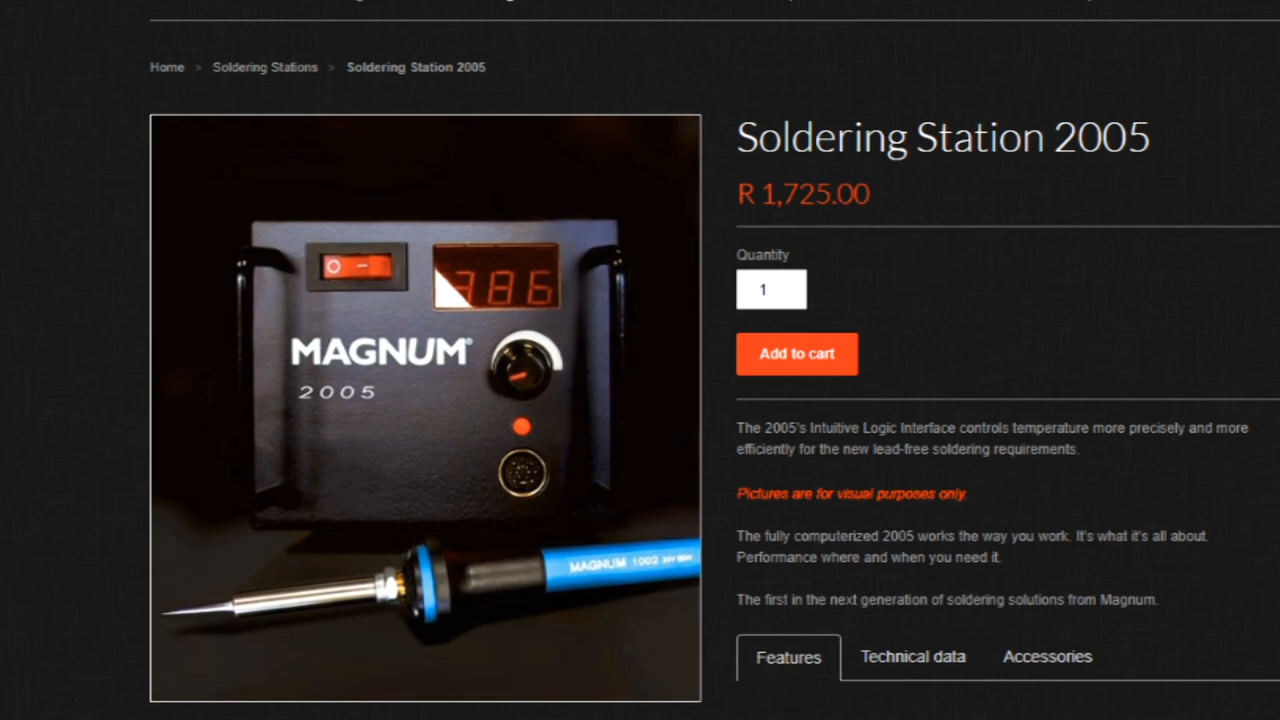 Home > Soldering Stations > Soldering Station 2005
MAGNUM®
2005
386
MAGNUM 1002 24V
Soldering Station 2005
R 1,725.00
Quantity
1
Add to cart
The 2005's Intuitive Logic Interface controls temperature more precisely and more
efficiently for the new lead-free soldering requirements.
Pictures are for visual purposes only.
The fully computerized 2005 works the way you work. It's what it's all about.
Performance where and when you need it.
The first in the next generation of soldering solutions from Magnum.
Features
Technical data
Accessories